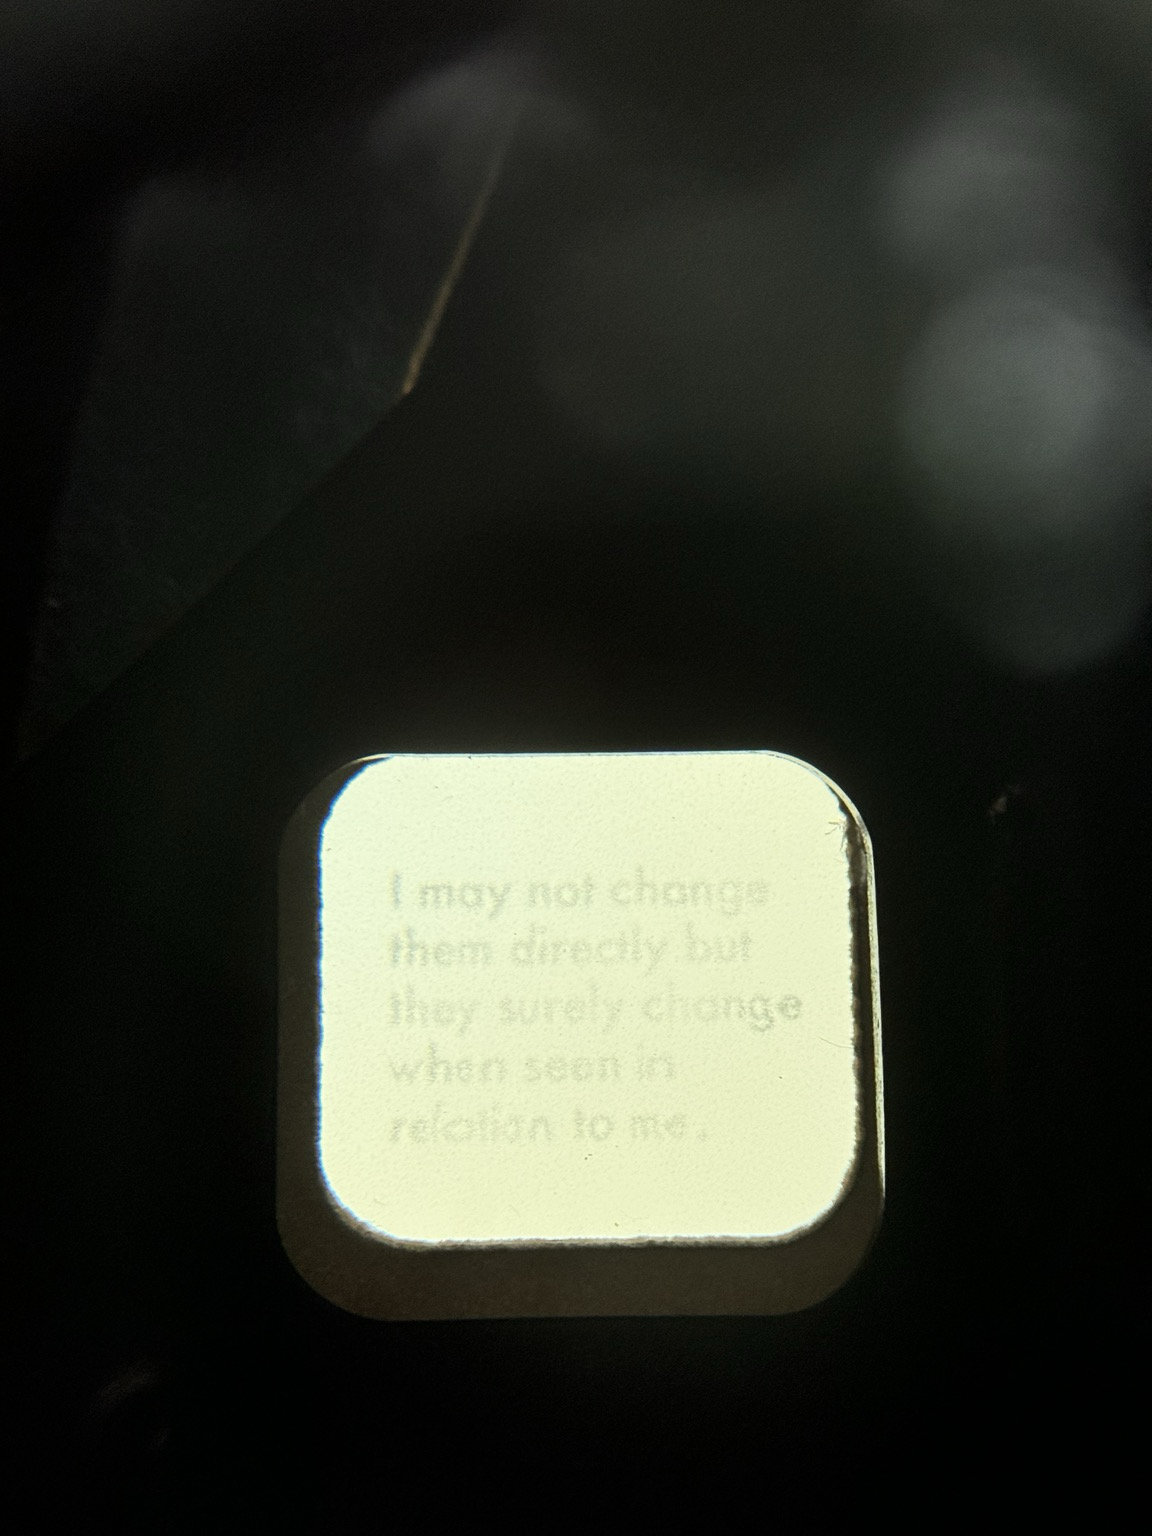 I may not change
them directly but
they surely change
when seen in
relation to me.